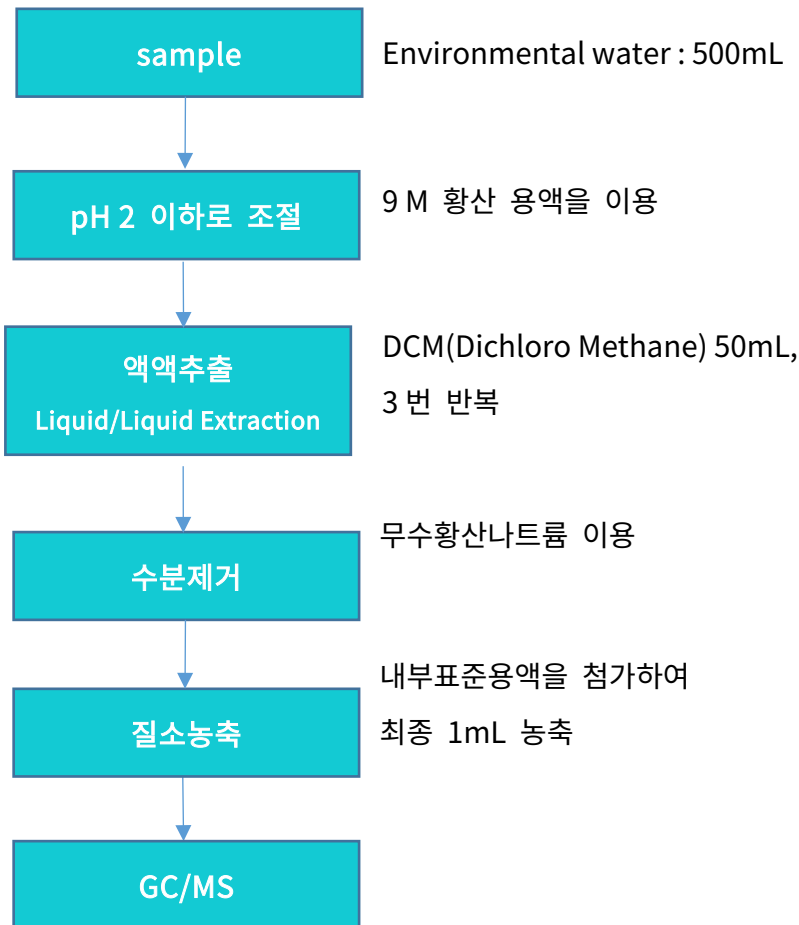 sample
Environmental water : 500mL
pH 2 이하로 조절
9 M 황산 용액을 이용
액액추출
Liquid/Liquid Extraction
DCM(Dichloro Methane) 50mL,
3 번 반복
수분제거
무수황산나트륨 이용
질소농축
내부표준용액을 첨가하여
최종 1mL 농축
GC/MS